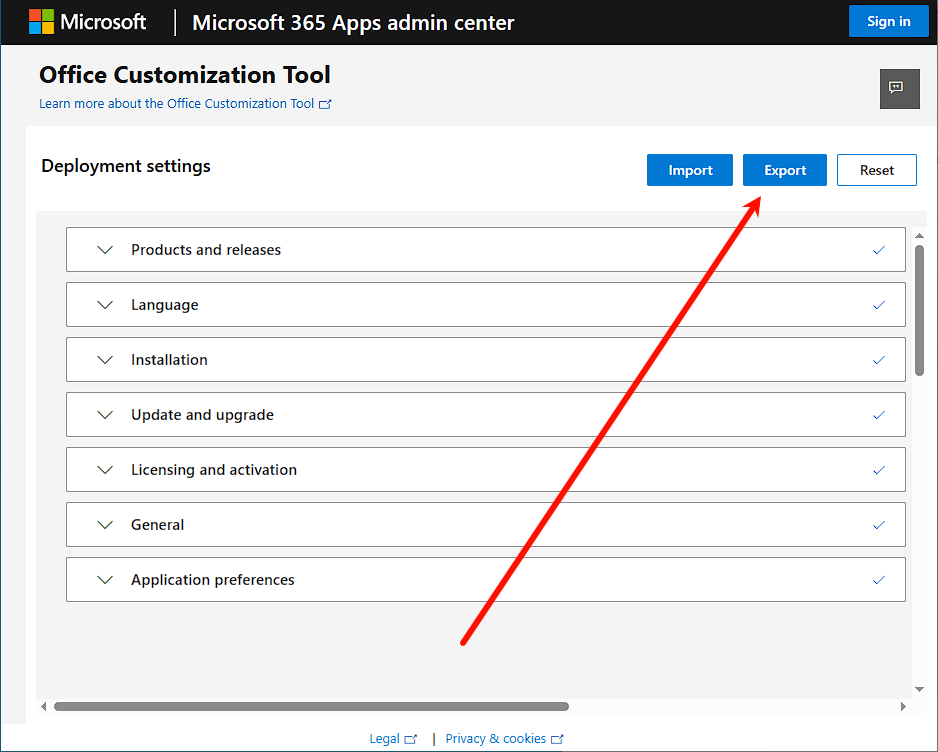 Microsoft | Microsoft 365 Apps admin center Sign in
Office Customization Tool
Learn more about the Office Customization Tool
Deployment settings Import Export Reset
Products and releases
Language
Installation
Update and upgrade
Licensing and activation
General
Application preferences
Legal | Privacy & cookies